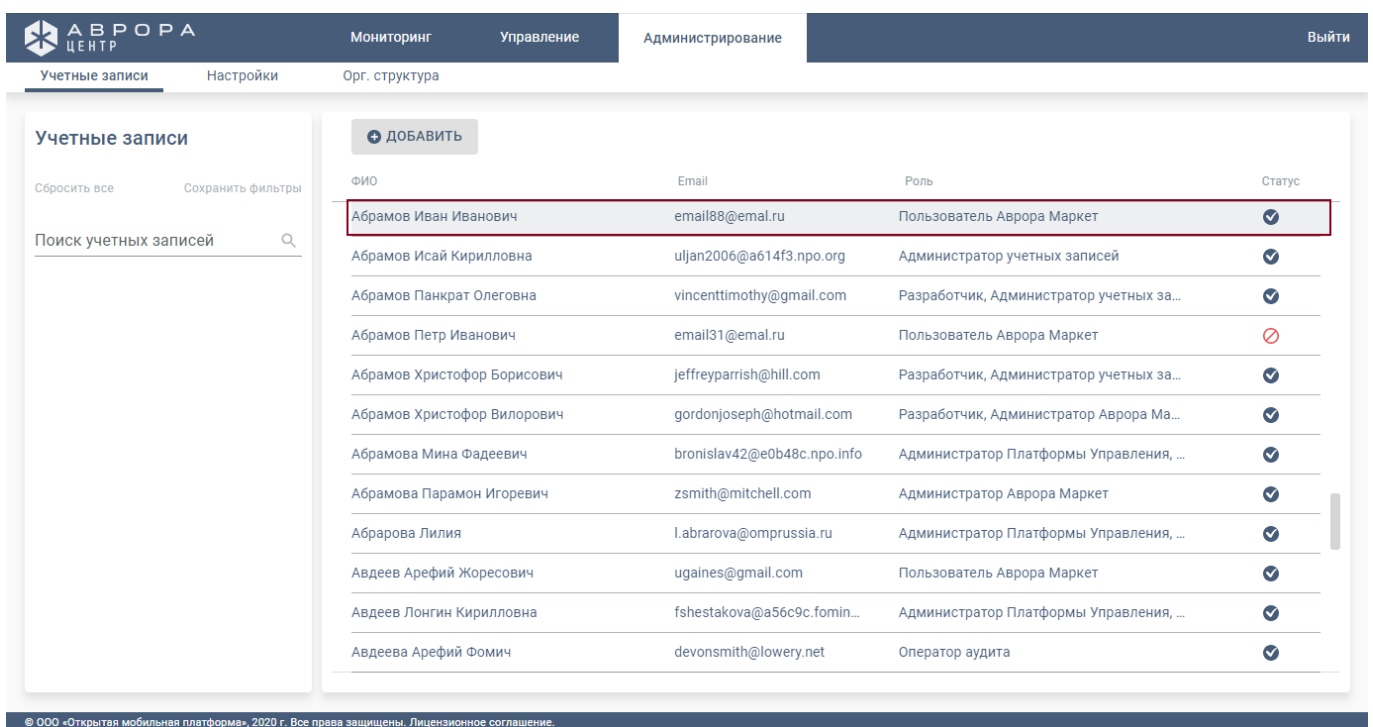 АВРОРА
ЦЕНТР
Мониторинг Управление Администрирование Выйти
Учетные записи Настройки Орг. структура
Учетные записи
Сбросить все Сохранить фильтры
Поиск учетных записей
ДОБАВИТЬ
ФИО Email Роль Статус
Абрамов Иван Иванович email88@emal.ru Пользователь Аврора Маркет
Абрамов Исай Кирилловна uljan2006@a614f3.npo.org Администратор учетных записей
Абрамов Панкрат Олеговна vincenttimothy@gmail.com Разработчик, Администратор учетных за...
Абрамов Петр Иванович email31@emal.ru Пользователь Аврора Маркет
Абрамов Христофор Борисович jeffreyparrish@hill.com Разработчик, Администратор учетных за...
Абрамов Христофор Вилорович gordonjoseph@hotmail.com Разработчик, Администратор Аврора Ма...
Абрамова Мина Фадеевич bronislav42@e0b48c.npo.info Администратор Платформы Управления, ...
Абрамова Парамон Игоревич zsmith@mitchell.com Администратор Аврора Маркет
Абрарова Лилия l.abrarova@omprussia.ru Администратор Платформы Управления, ...
Авдеев Арефий Жоресович ugaines@gmail.com Пользователь Аврора Маркет
Авдеев Лонгин Кирилловна fshestakova@a56c9c.fomin... Администратор Платформы Управления, ...
Авдеева Арефий Фомич devonsmith@lowery.net Оператор аудита
© ООО «Открытая мобильная платформа», 2020 г. Все права защищены. Лицензионное соглашение.